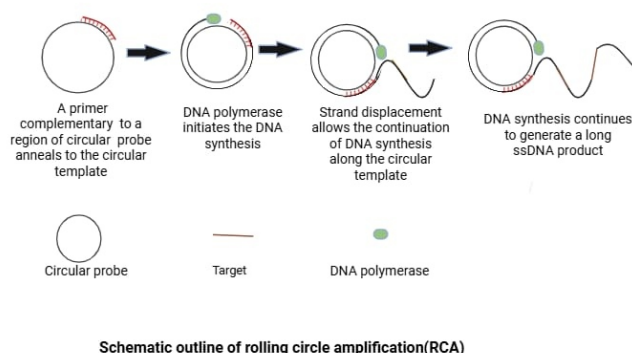 A primer
complementary to a
region of circular probe
anneals to the circular
template
DNA polymerase
initiates the DNA
synthesis
Strand displacement
allows the continuation
of DNA synthesis
along the circular
template
DNA synthesis continues
to generate a long
ssDNA product
Circular probe
Target
DNA polymerase
Schematic outline of rolling circle amplification(RCA)